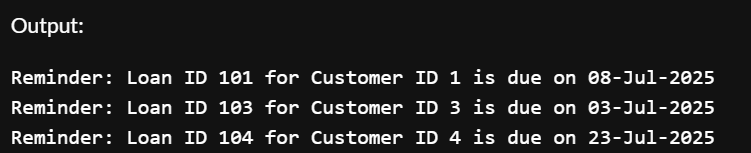 Output:
Reminder: Loan ID 101 for Customer ID 1 is due on 08-Jul-2025
Reminder: Loan ID 103 for Customer ID 3 is due on 03-Jul-2025
Reminder: Loan ID 104 for Customer ID 4 is due on 23-Jul-2025